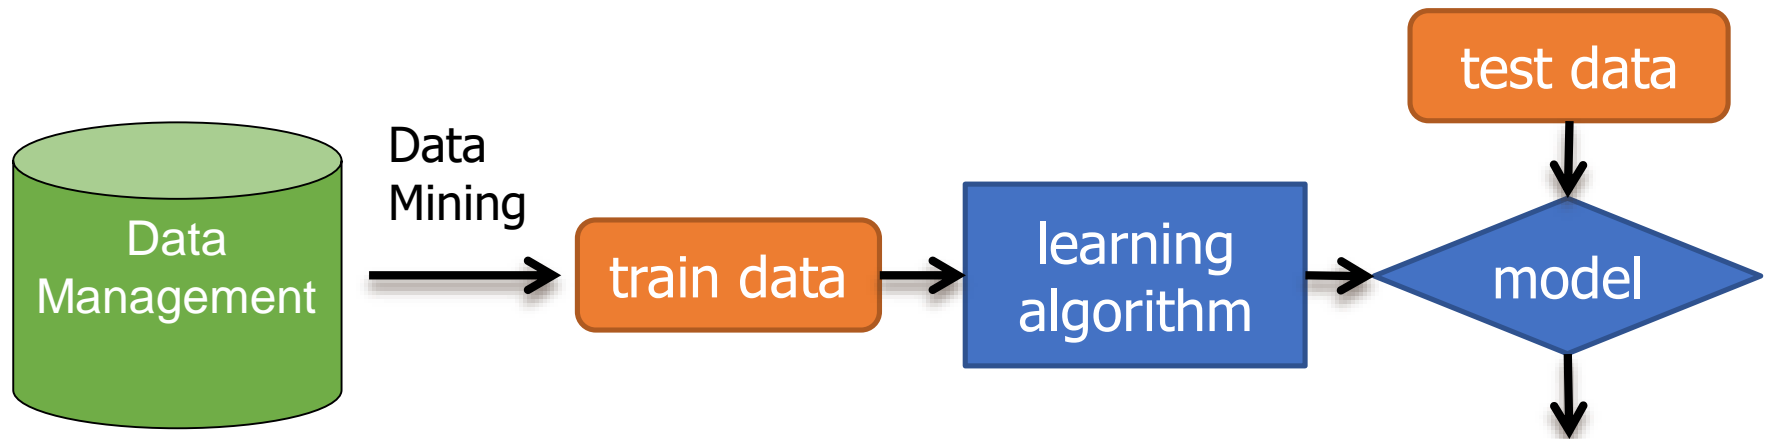 Data
Management
Data
Mining
train data
learning
algorithm
test data
model